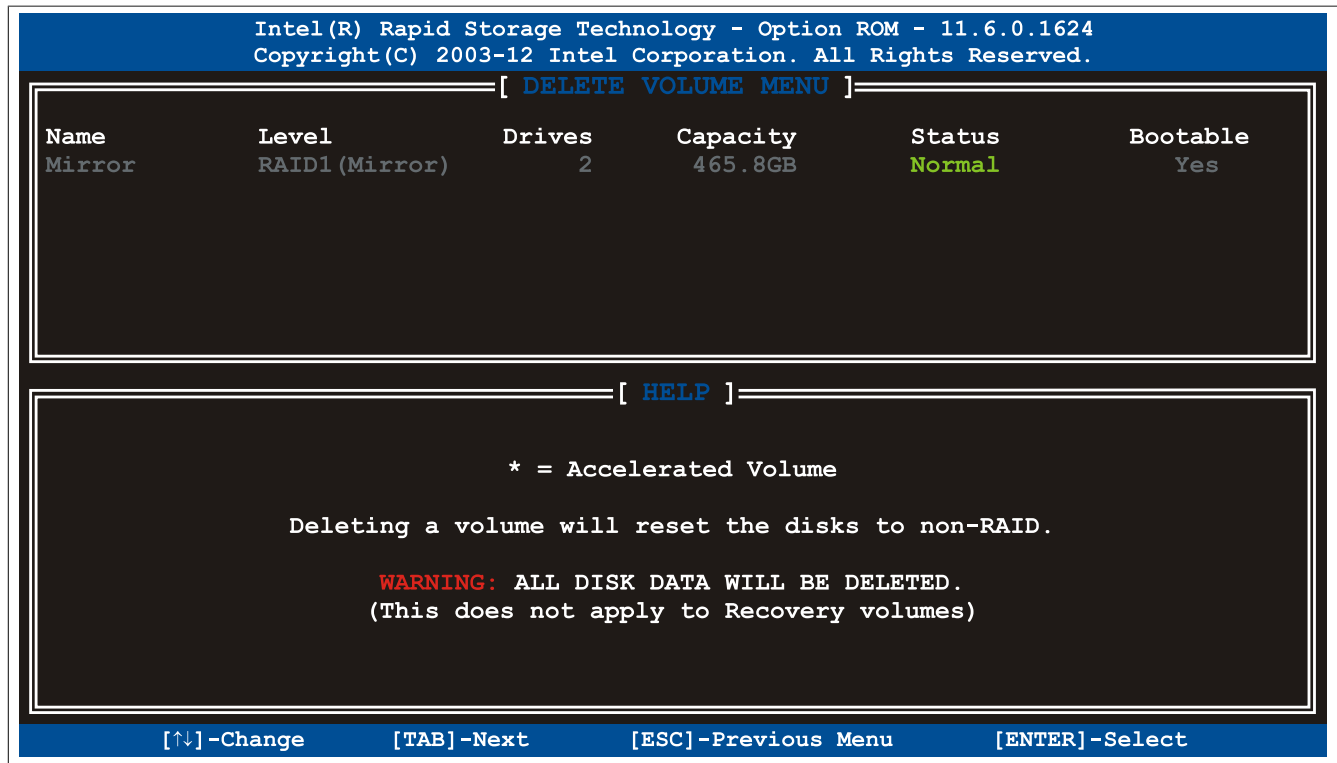 Intel(R) Rapid Storage Technology - Option ROM - 11.6.0.1624
Copyright(C) 2003-12 Intel Corporation. All Rights Reserved.
[ DELETE VOLUME MENU ]
Name Level Drives Capacity Status Bootable
Mirror RAID1(Mirror) 2 465.8GB Normal Yes
[ HELP ]
* = Accelerated Volume
Deleting a volume will reset the disks to non-RAID.
WARNING: ALL DISK DATA WILL BE DELETED.
(This does not apply to Recovery volumes)
[↑↓]-Change [TAB]-Next [ESC]-Previous Menu [ENTER]-Select